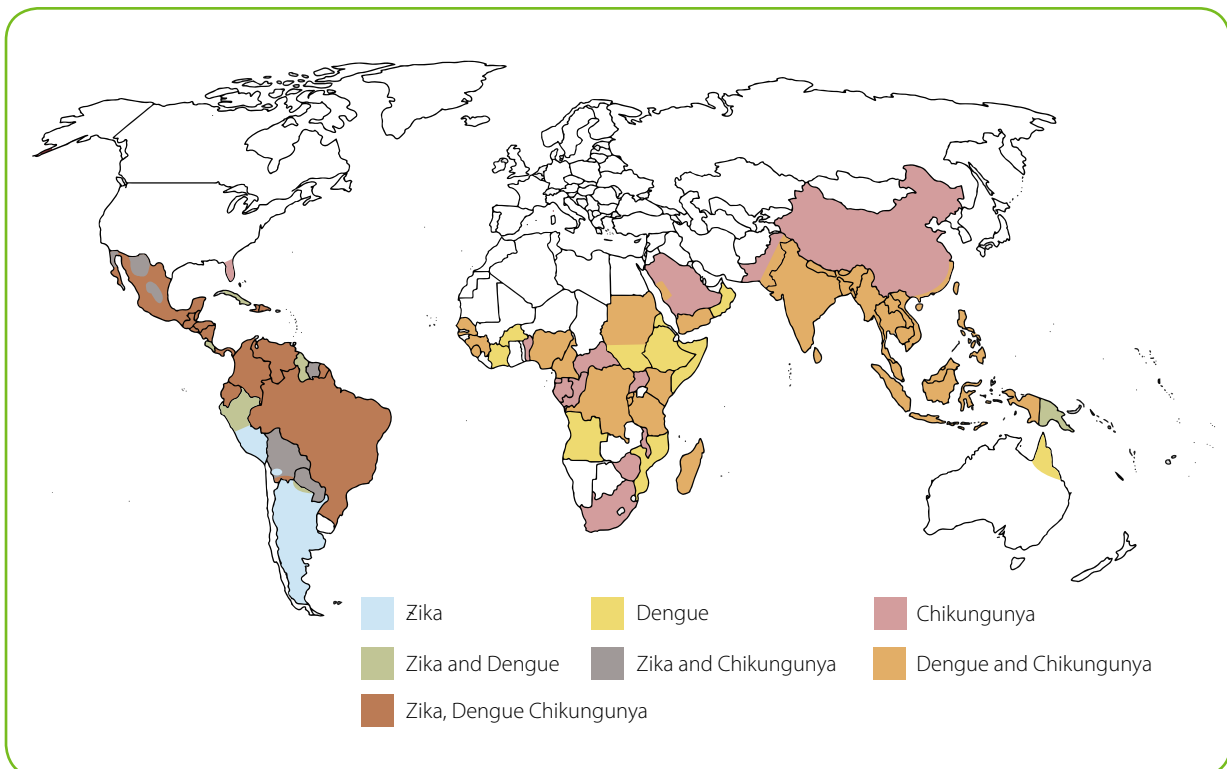 Zika
Dengue
Chikungunya
Zika and Dengue
Zika and Chikungunya
Dengue and Chikungunya
Zika, Dengue Chikungunya